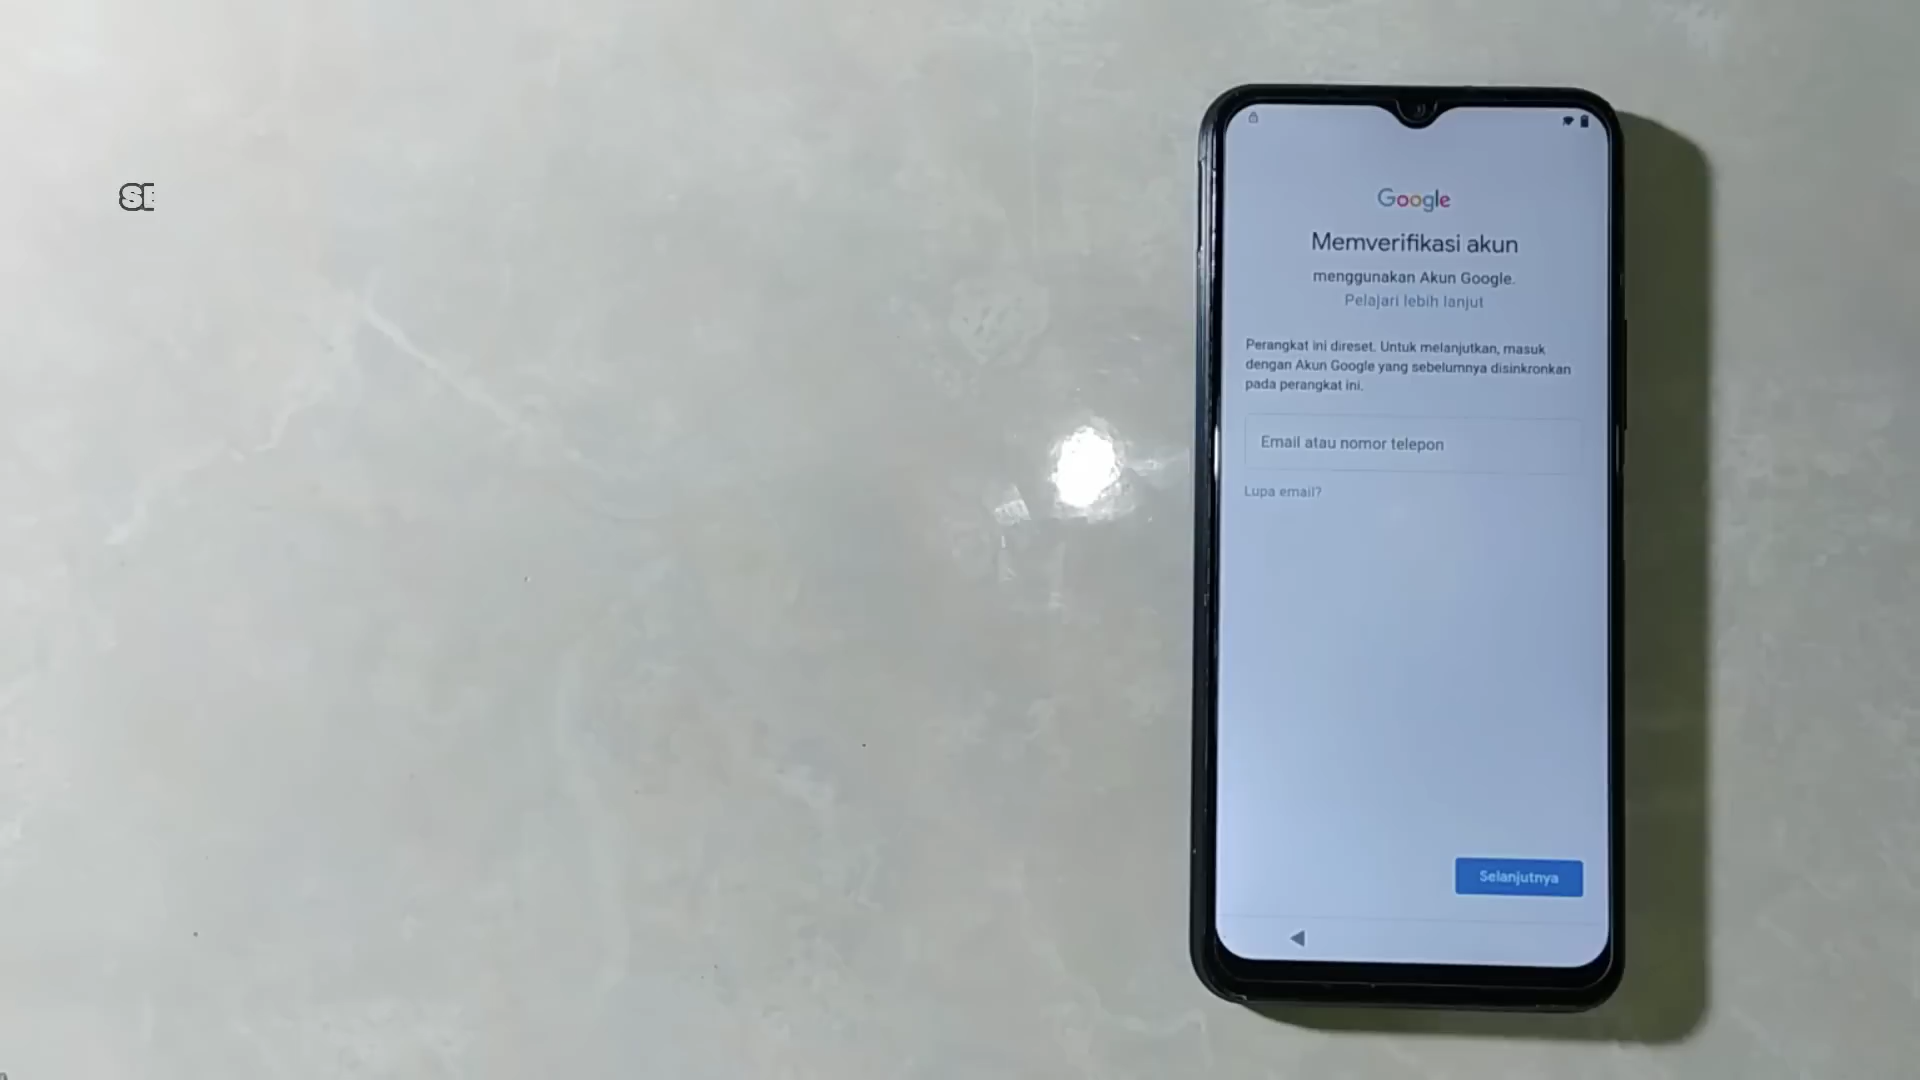 Google
Memverifikasi akun
menggunakan Akun Google.
Pelajari lebih lanjut
Perangkat ini direset. Untuk melanjutkan, masuk
dengan Akun Google yang sebelumnya disinkronkan
pada perangkat ini.
Email atau nomor telepon
Lupa email?
Selanjutnya